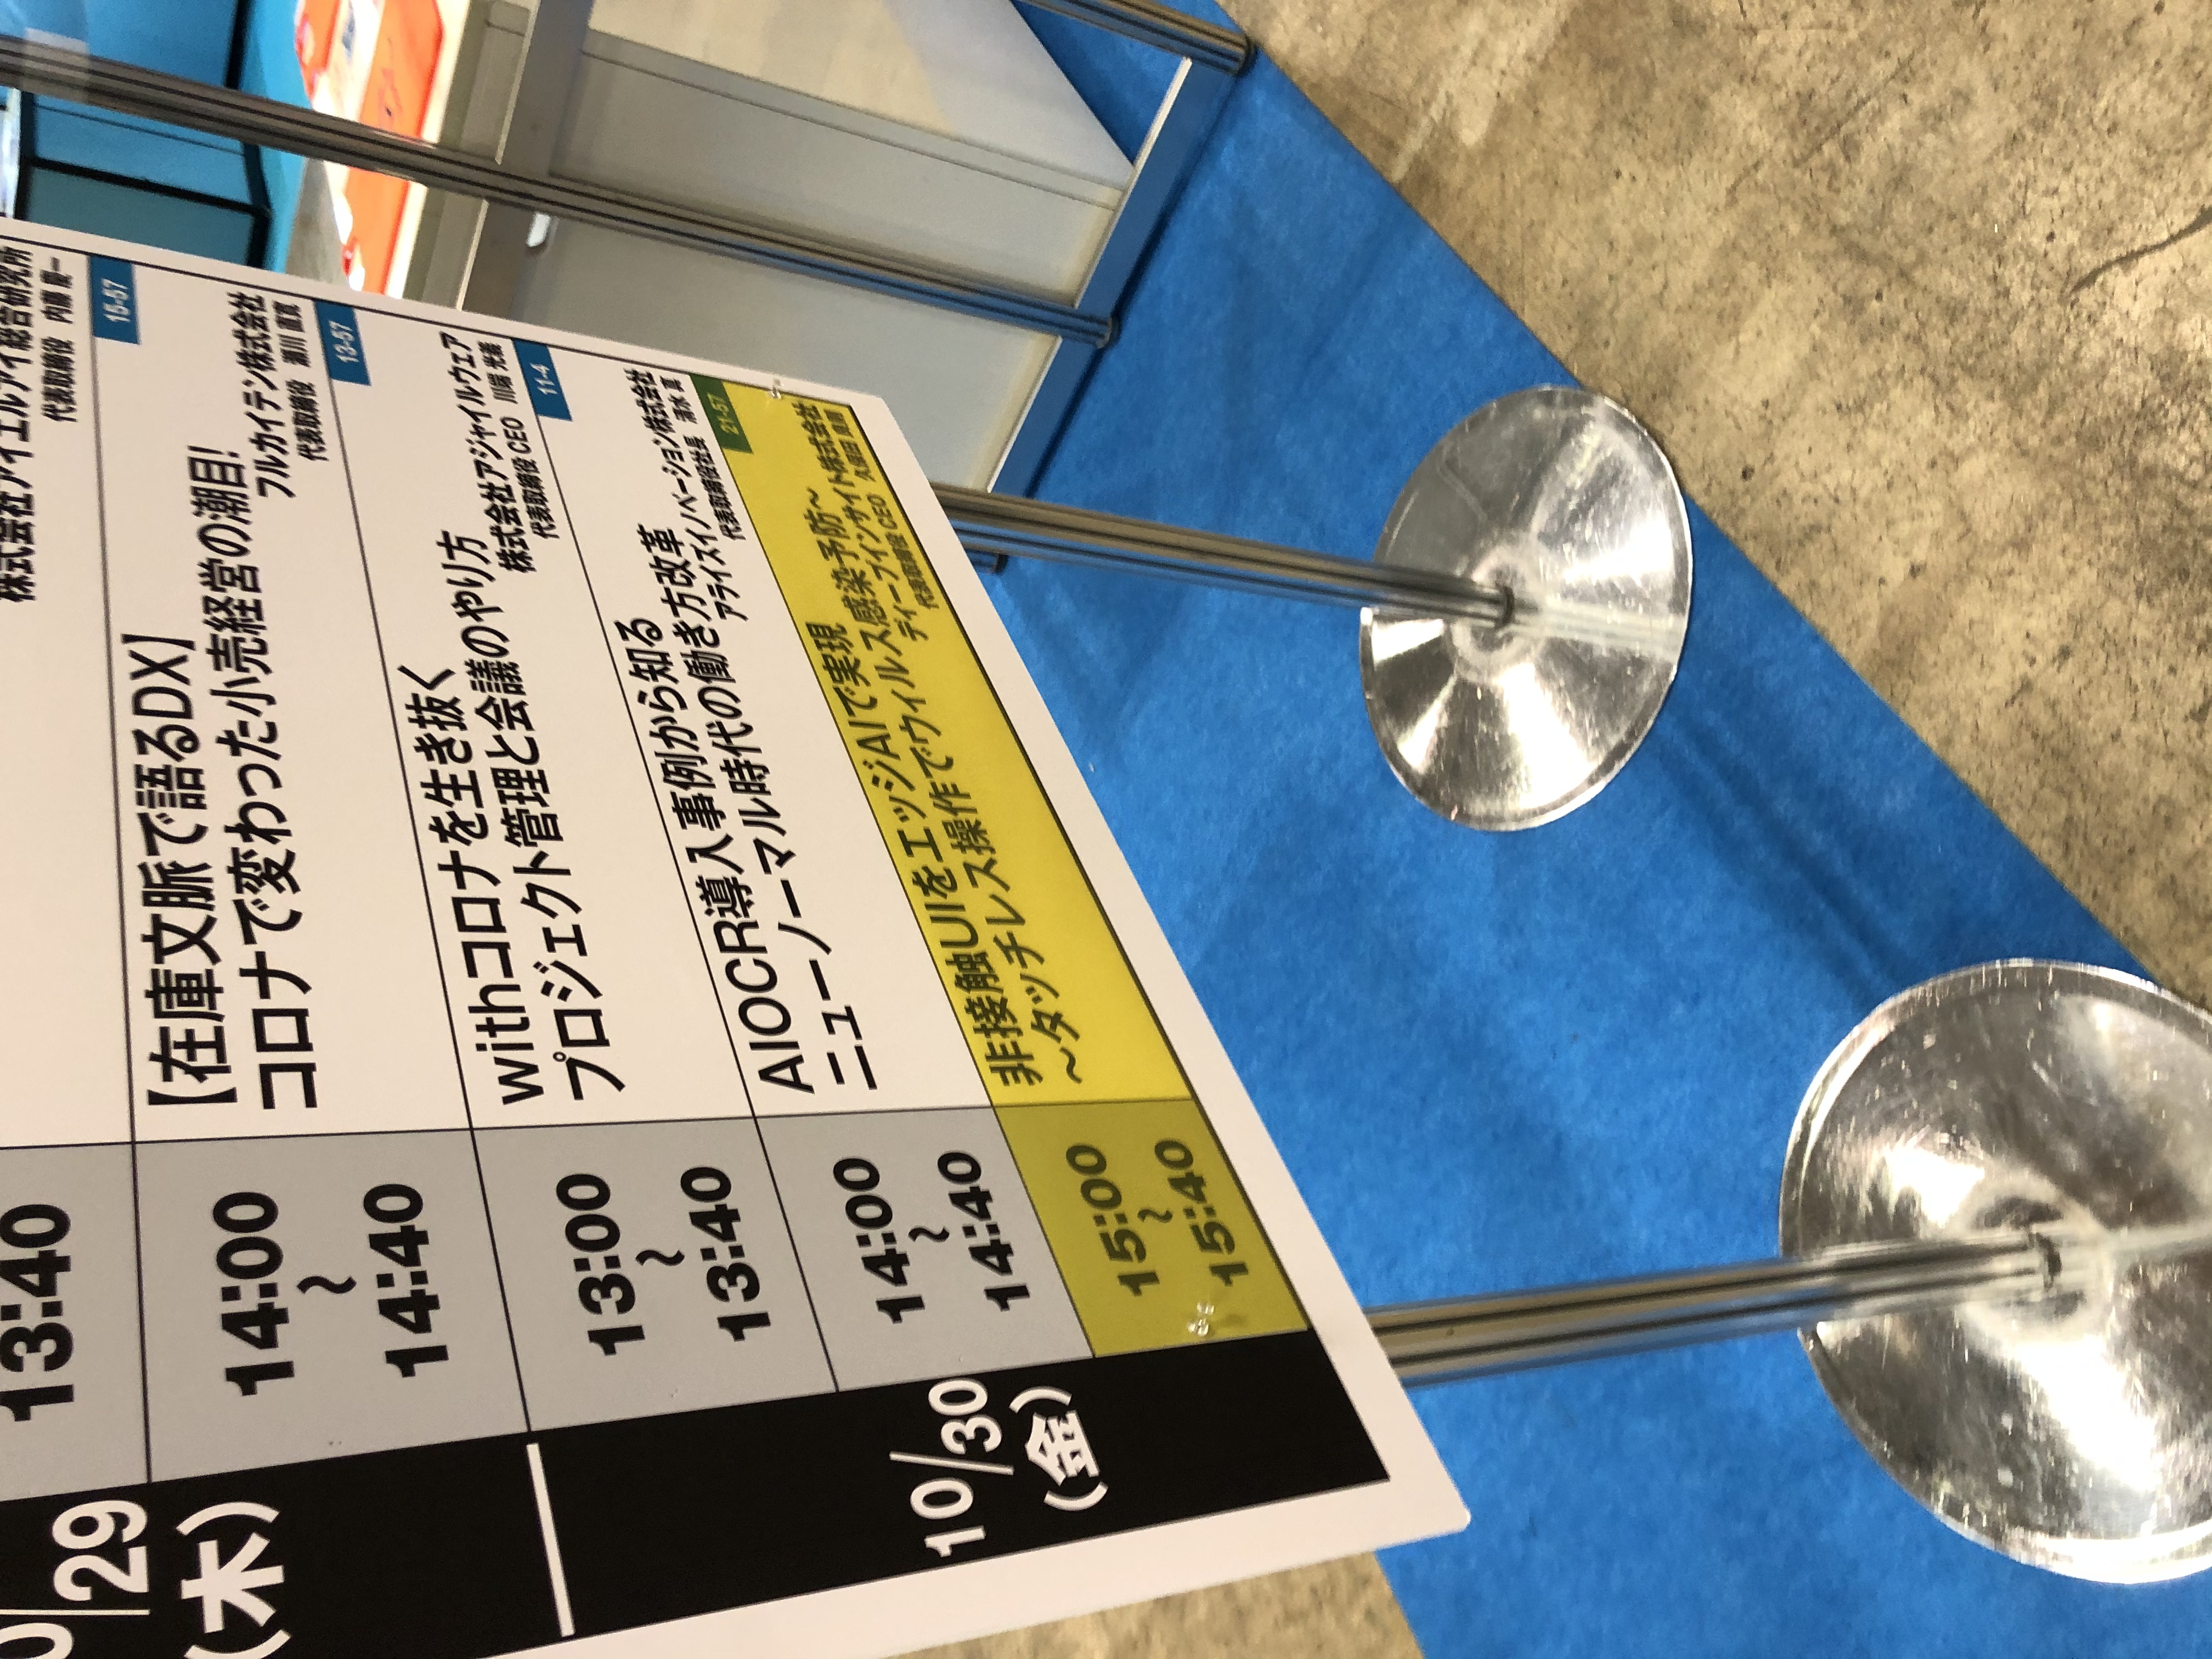 /29
(木)
13:40
株式会社アイエルアイ総合研究所
代表取締役 内藤 慶一
14:00
~
14:40
15-57
【在庫文脈で語るDX】
コロナで変わった小売経営の潮目!
フルカイテン株式会社
代表取締役 瀬川 直寛
10/30
(金)
13:00
~
13:40
13-57
withコロナを生き抜く
プロジェクト管理と会議のやり方
株式会社アジャイルウェア
代表取締役 CEO 川端 光義
14:00
~
14:40
11-4
AIOCR導入事例から知る
ニューノーマル時代の働き方改革
アライズイノベーション株式会社
代表取締役社長 清水 真
15:00
~
15:40
21-57
非接触UIをエッジAIで実現
~タッチレス操作でウィルス感染予防~
ディープインサイト株式会社
代表取締役 CEO 久保田 良則